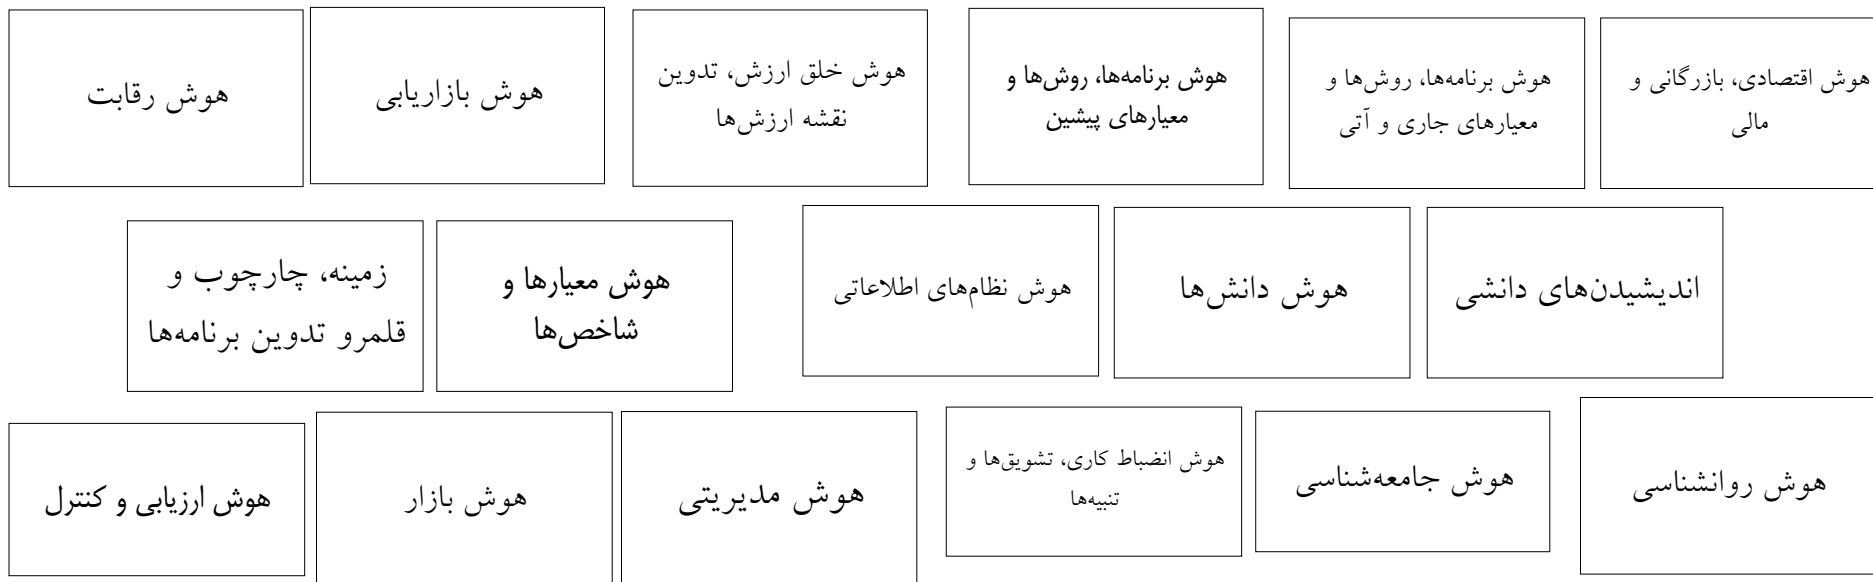 هوش اقتصادی، بازرگانی و
مالی
هوش برنامه‌ها، روش‌ها و
معیارهای جاری و آتی
هوش برنامه‌ها، روش‌ها و
معیارهای پیشین
هوش خلق ارزش، تدوین
نقشه ارزش‌ها
هوش بازاریابی
هوش رقابت
اندیشیدن‌های دانشی
هوش دانش‌ها
هوش نظام‌های اطلاعاتی
هوش معیارها و
شاخص‌ها
زمینه، چارچوب و
قلمرو تدوین برنامه‌ها
هوش روانشناسی
هوش جامعه‌شناسی
هوش انضباط کاری، تشویق‌ها و
تنبیه‌ها
هوش مدیریتی
هوش بازار
هوش ارزیابی و کنترل